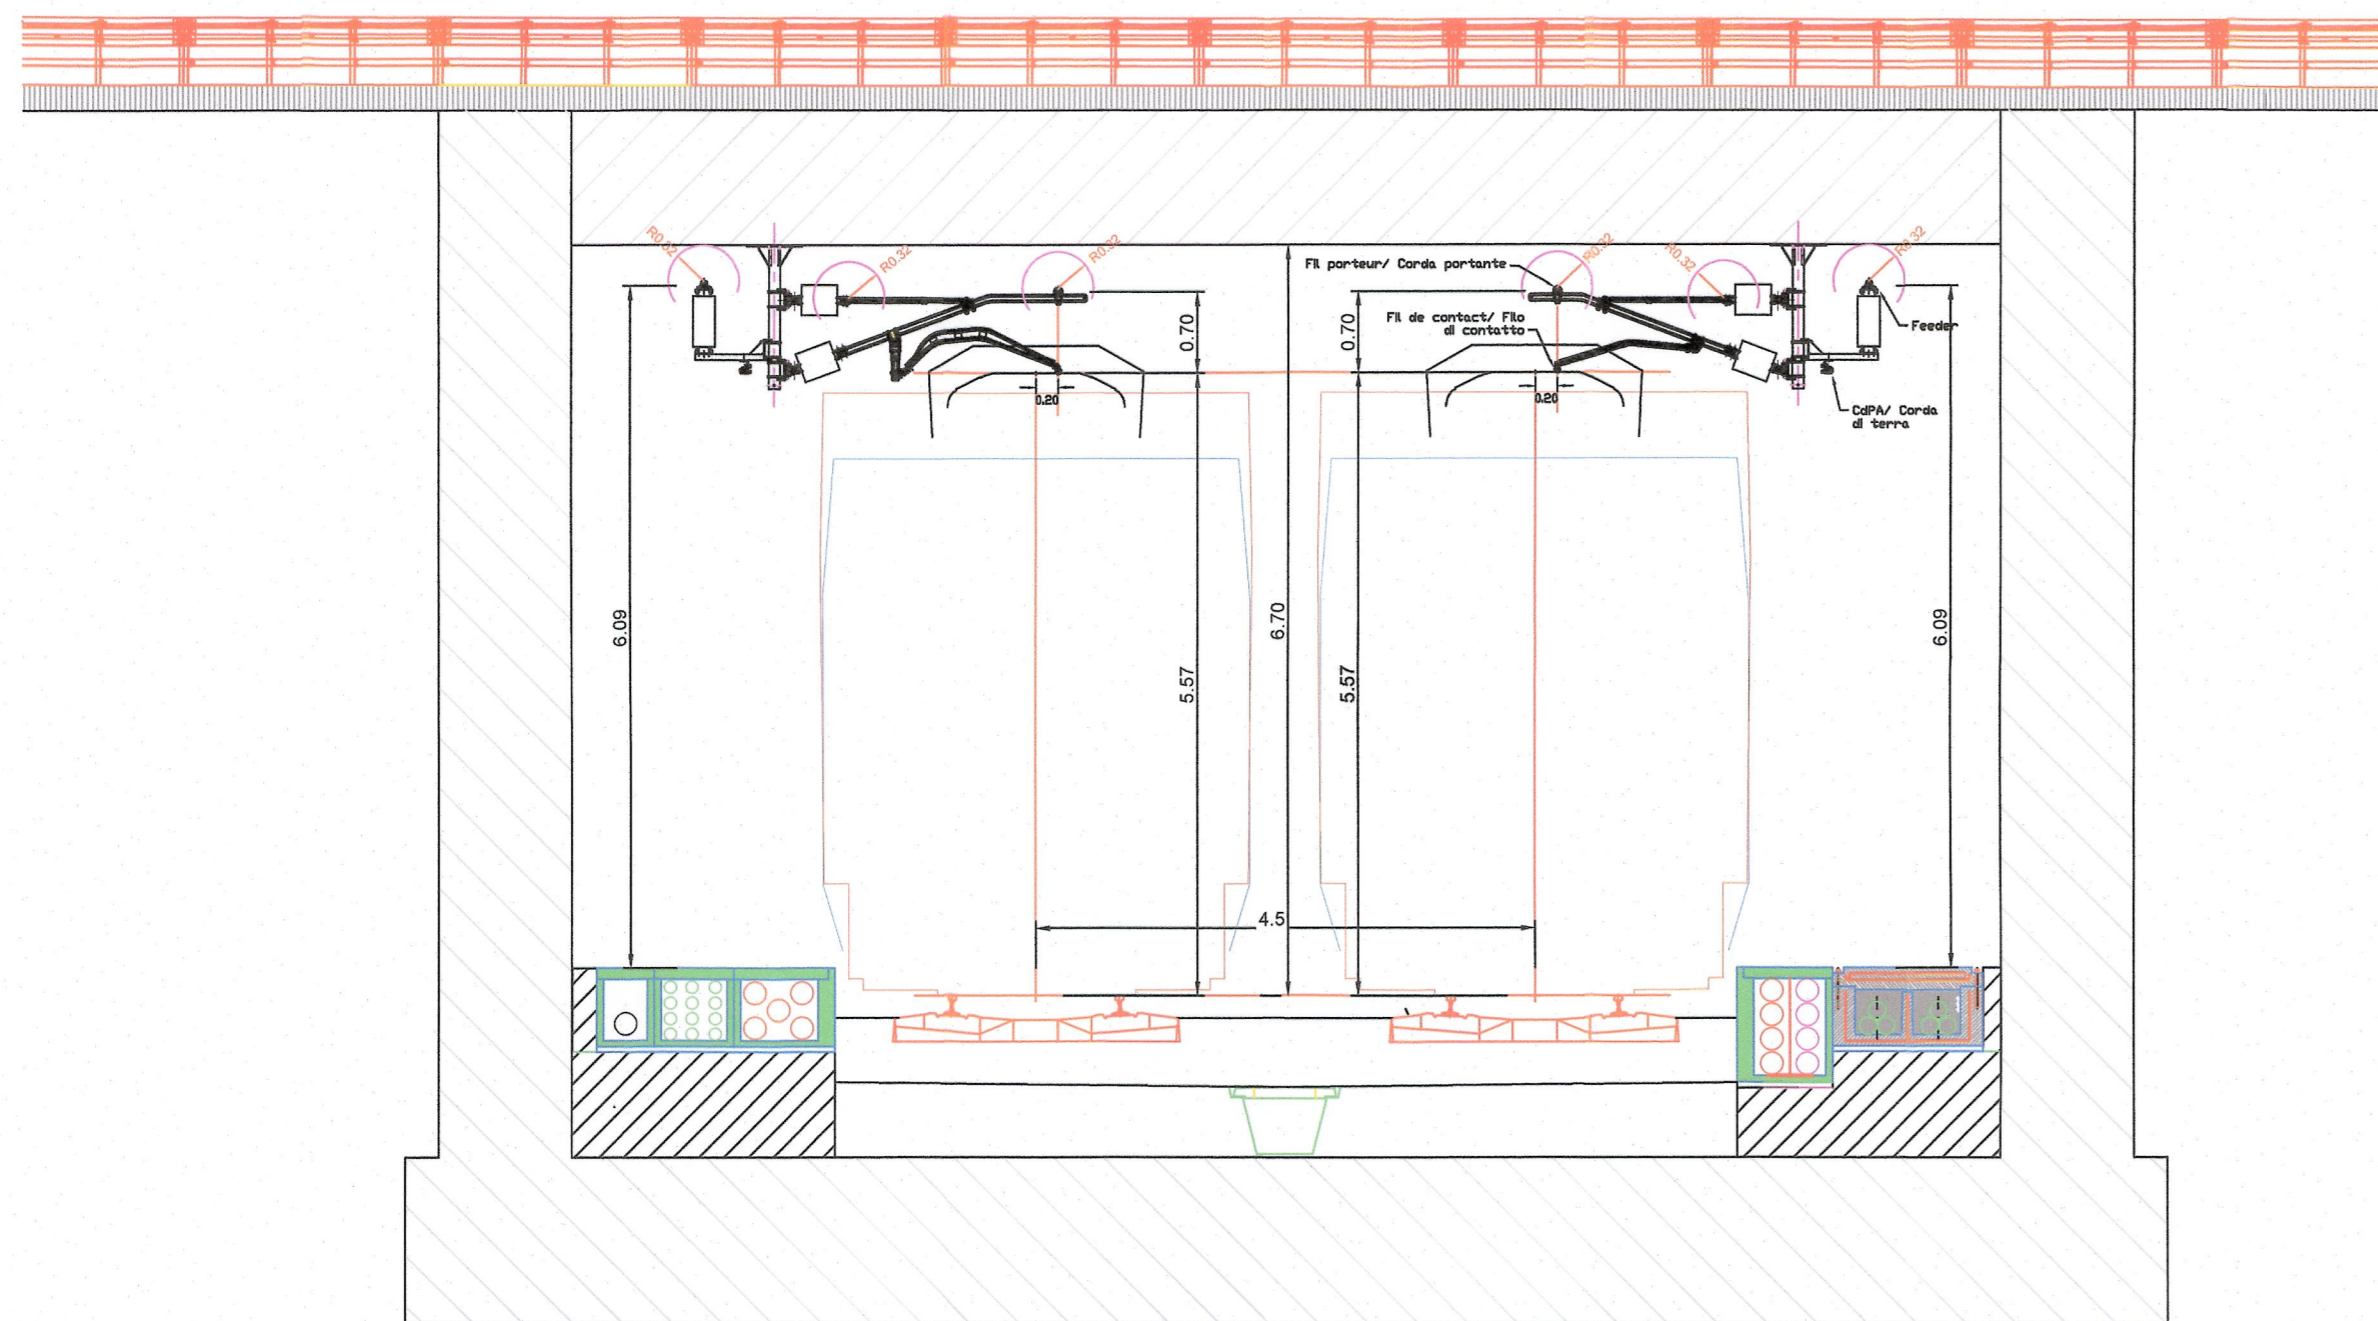 R0.32
R0.32
R0.32
R0.32
R0.32
R0.32
Fil porteur/ Corda portante
Fil de contact/ Filo
di contatto
Feeder
CdPA/ Corda
di terra
0.70
0.70
0.20
0.20
6.09
6.70
6.09
5.57
5.57
4.5